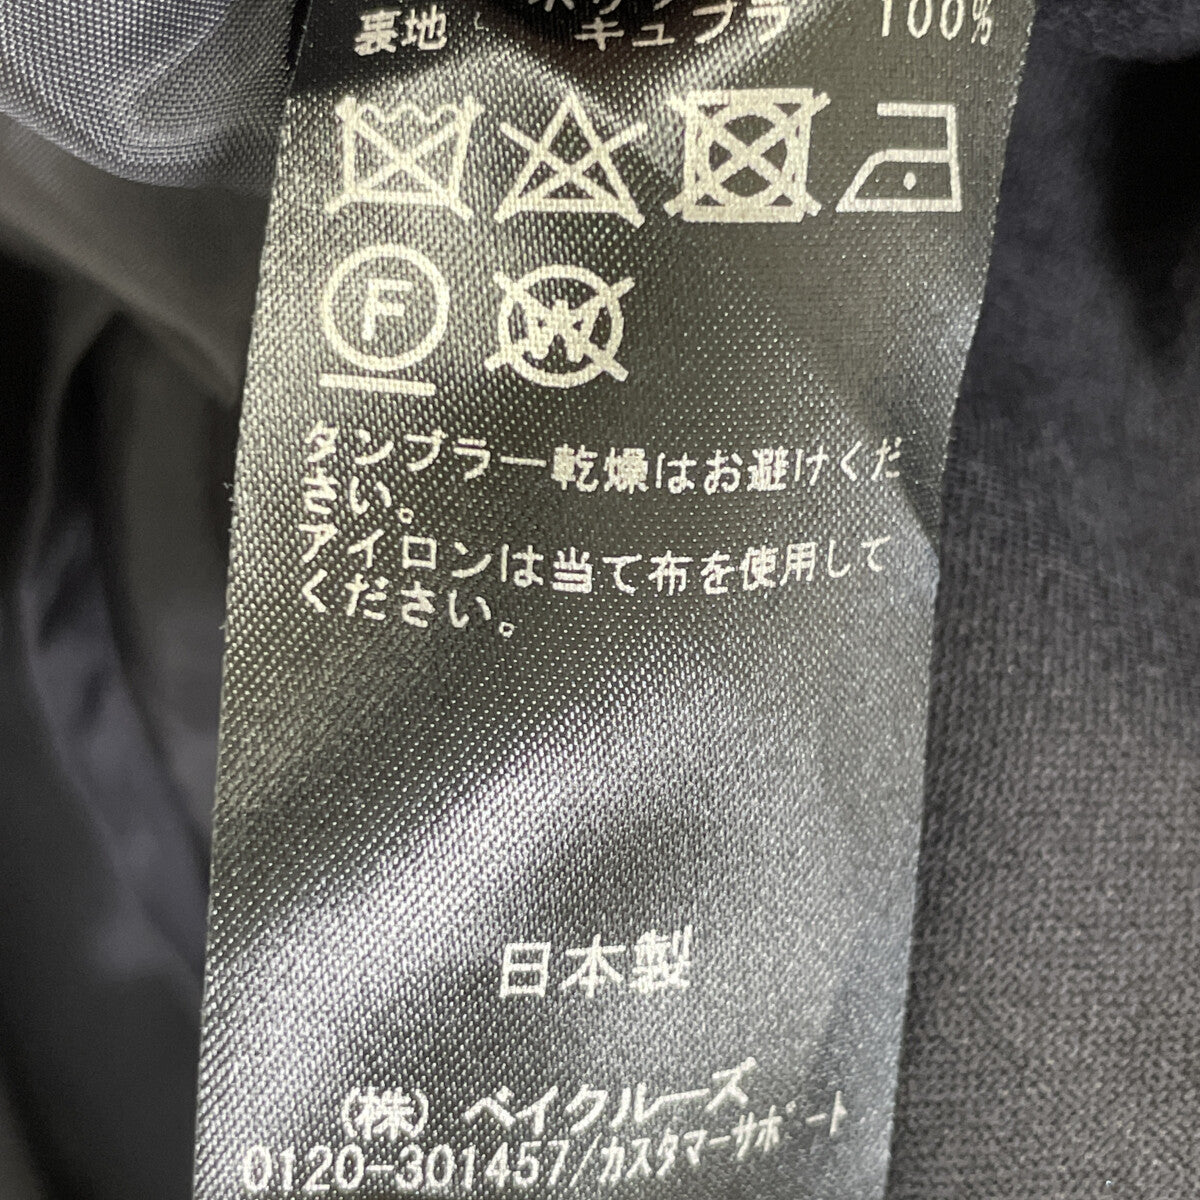 裏地 キュプラ 100%
F
W
タンブラー乾燥はお避けくだ
さい。
アイロンは当て布を使用して
ください。
日本製
(株)ベイクルーズ
0120-301457/カスタマーサポート